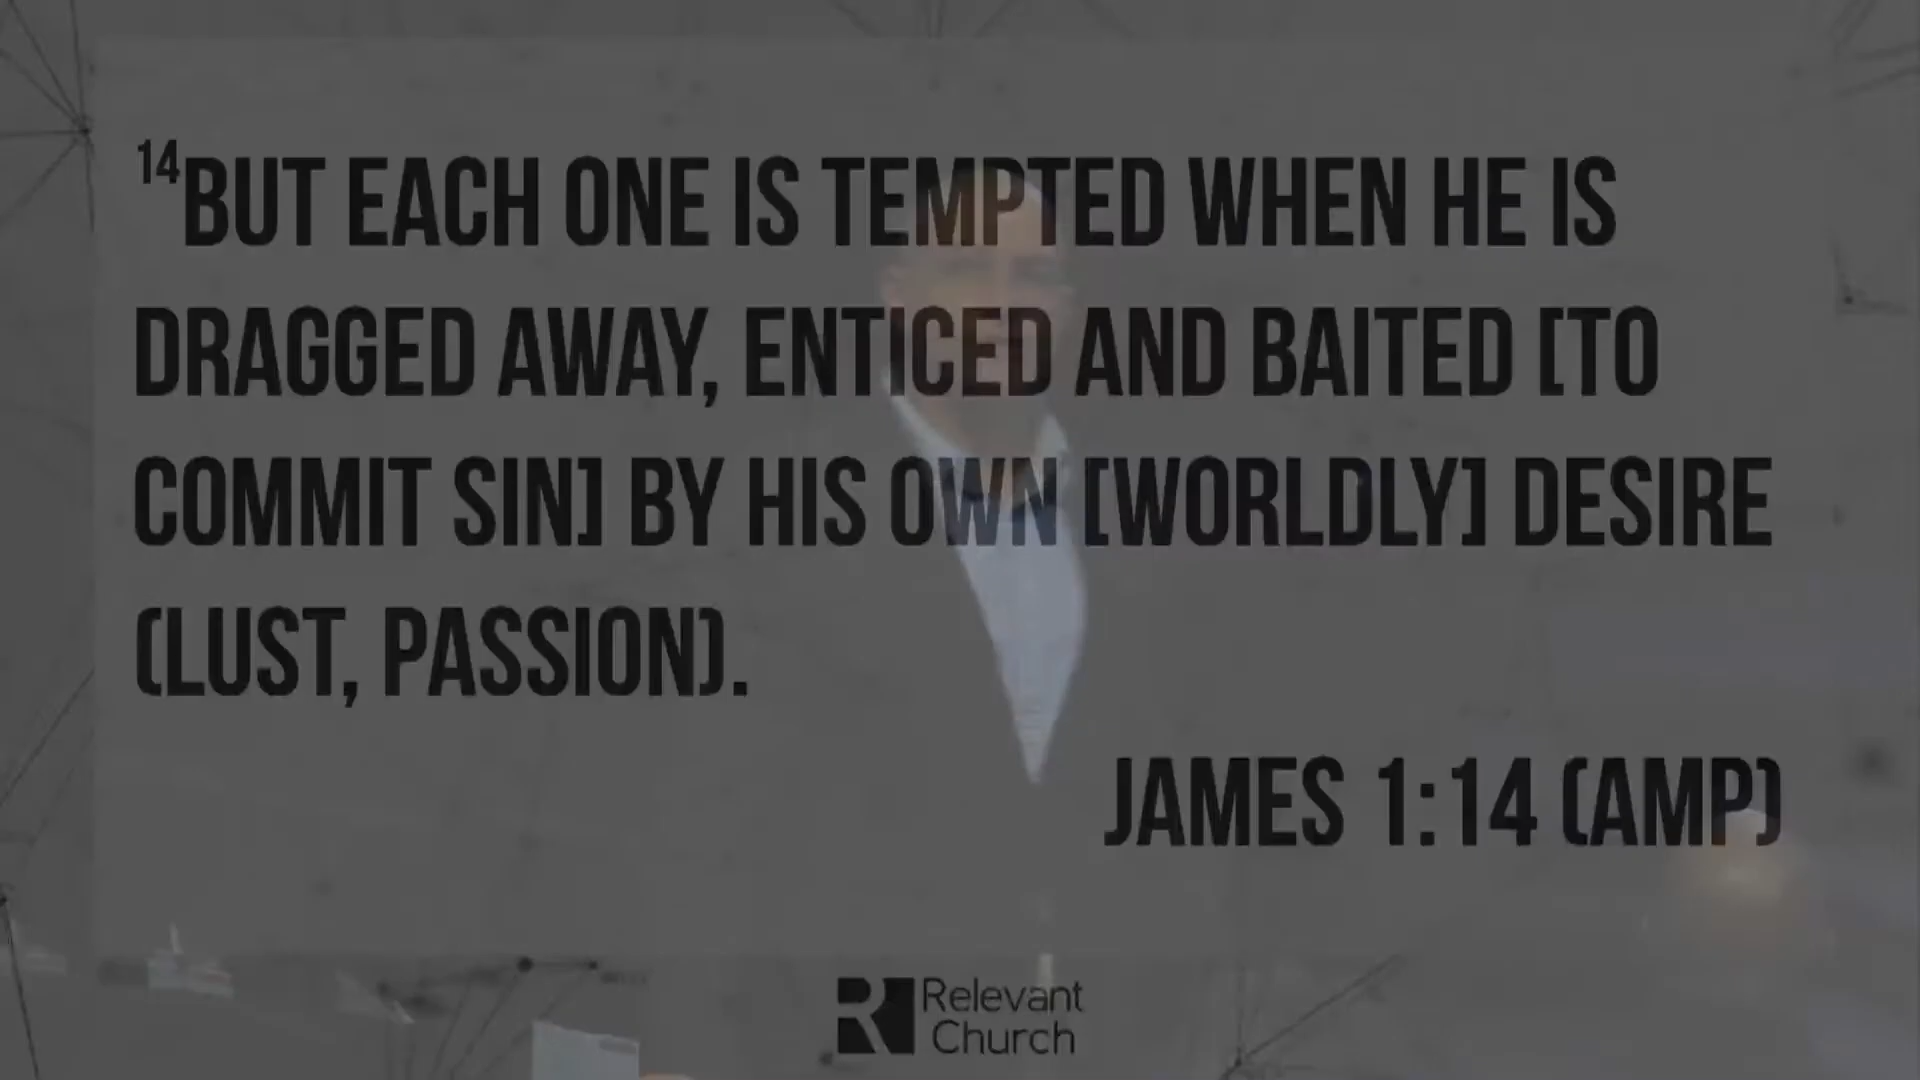 14BUT EACH ONE IS TEMPTED WHEN HE IS
DRAGGED AWAY, ENTICED AND BAITED [TO
COMMIT SIN] BY HIS OWN [WORLDLY] DESIRE
(LUST, PASSION).
JAMES 1:14 (AMP)
R Relevant
Church